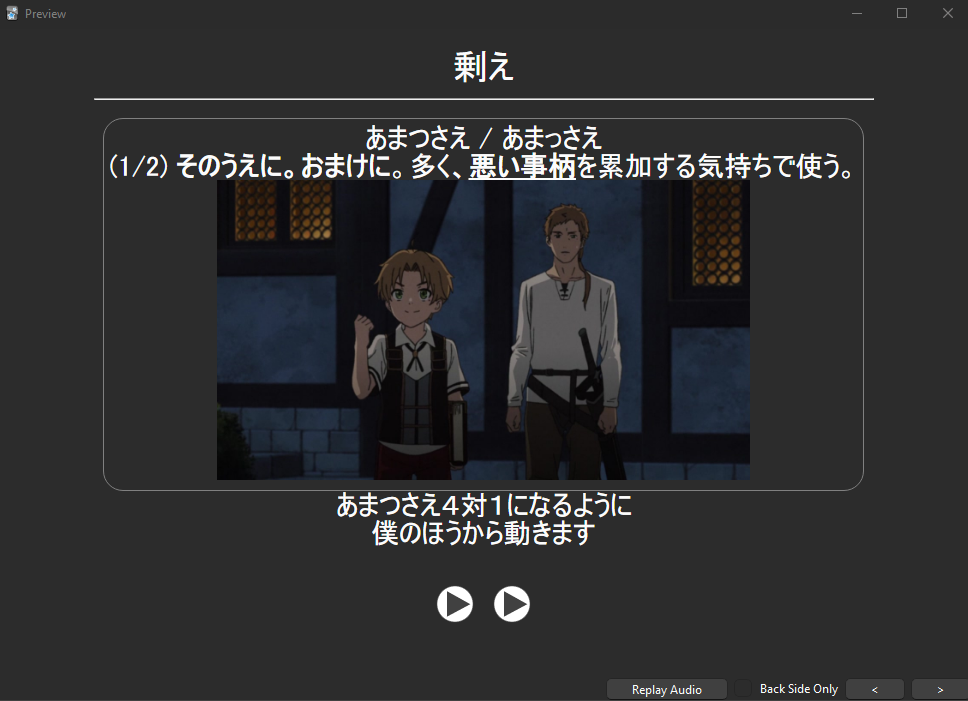 Preview
剰え
あまつさえ / あまっさえ
(1/2) そのうえに。おまけに。多く、悪い事柄を累加する気持ちで使う。
あまつさえ４対１になるように
僕のほうから動きます
Replay Audio
Back Side Only
<
>